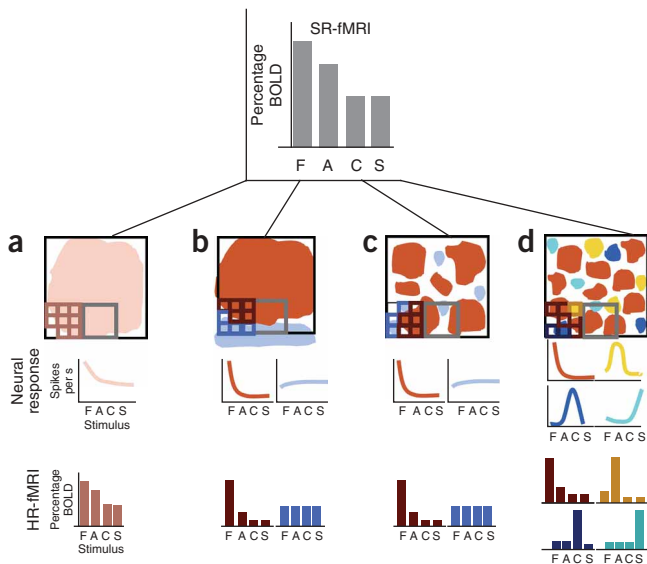 SR-fMRI
Percentage
BOLD
F A C S
a b c d
Neural
response
Spikes
per s
F A C S
Stimulus
F A C S F A C S
F A C S F A C S
F A C S F A C S
HR-fMRI
Percentage
BOLD
F A C S
Stimulus
F A C S F A C S
F A C S F A C S
F A C S F A C S